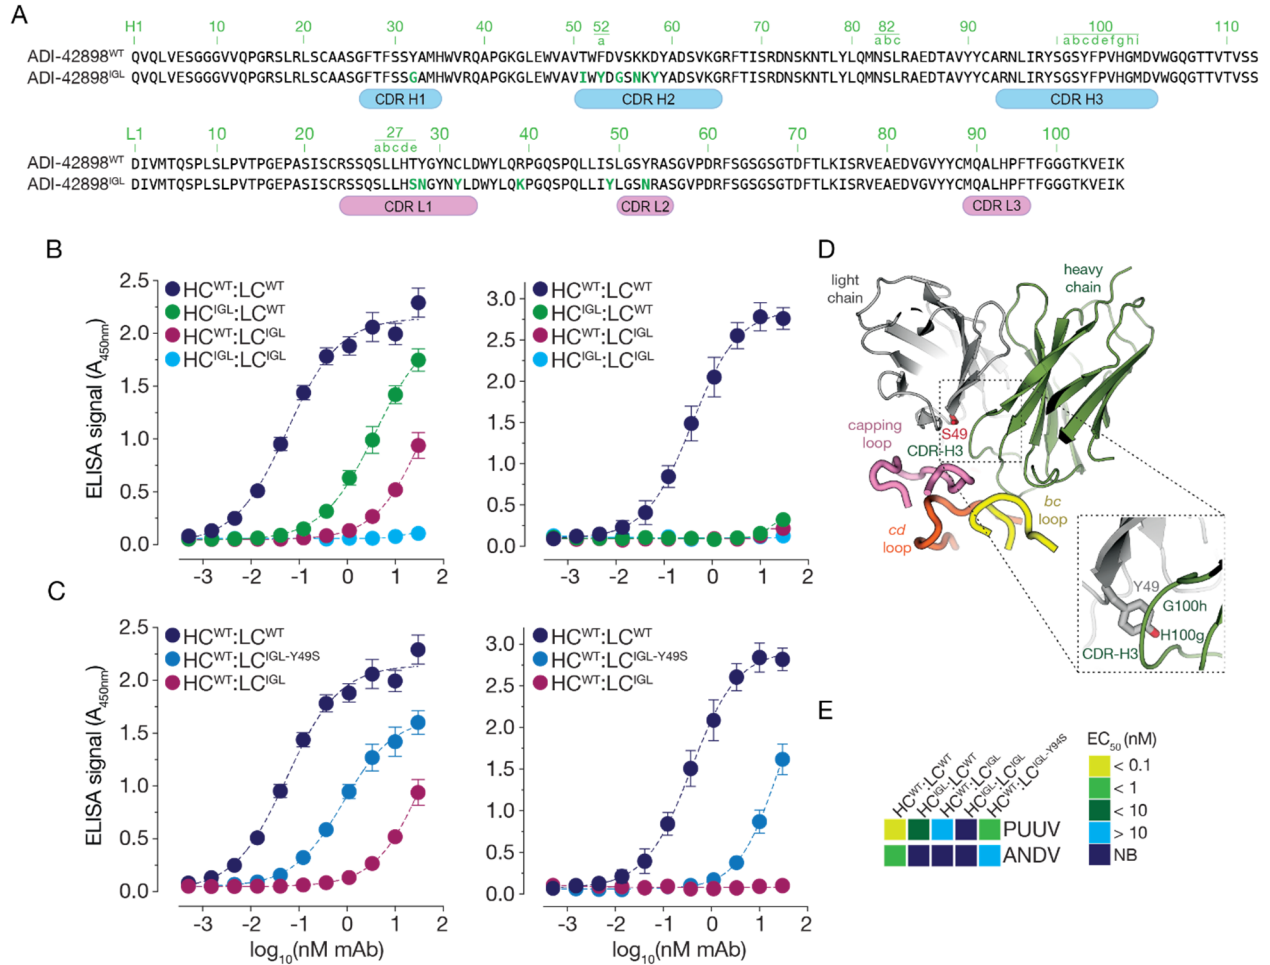 A
H1 10 20 30 40 50 52 60 70 80 82 90 100 110
a abc abcdefghi
ADI-42898WT QVQLVESGGGVVQPGRSLRLSCAASGFTFSSYAMHWVRQAPGKGLEWVAVTWFDVSKKDYADSVKGRFTISRDNSKNTLYLQMNSLRAEDTAVYYCARNLIRYSGSYFPVHGMDVWGQGTTVTVSS
ADI-42898IGL QVQLVESGGGVVQPGRSLRLSCAASGFTFSSGAMHWVRQAPGKGLEWVAVIWYDGSNKYYADSVKGRFTISRDNSKNTLYLQMNSLRAEDTAVYYCARNLIRYSGSYFPVHGMDVWGQGTTVTVSS
CDR H1 CDR H2 CDR H3
L1 10 20 27 30 40 50 60 70 80 90 100
abcde
ADI-42898WT DIVMTQSPLSLPVTPGEPASISCRSSQSLLHTYGYNCLDWYLQRPGQSPQLLISLGSYRASGVPDRFSGSGSGTDFTLKISRVEAEDVGVYYCMQALHPFTFGGGTKVEIK
ADI-42898IGL DIVMTQSPLSLPVTPGEPASISCRSSQSLLHSNGYNYLDWYLQKPGQSPQLLIYLGSNRASGVPDRFSGSGSGTDFTLKISRVEAEDVGVYYCMQALHPFTFGGGTKVEIK
CDR L1 CDR L2 CDR L3
B
2.5
2.0
1.5
1.0
0.5
0.0
ELISA signal (A450nm)
HCWT:LCWT
HCIGL:LCWT
HCWT:LCIGL
HCIGL:LCIGL
-3 -2 -1 0 1 2
3.0
2.5
2.0
1.5
1.0
0.5
0.0
HCWT:LCWT
HCIGL:LCWT
HCWT:LCIGL
HCIGL:LCIGL
-3 -2 -1 0 1 2
C
2.5
2.0
1.5
1.0
0.5
0.0
ELISA signal (A450nm)
HCWT:LCWT
HCWT:LCIGL-Y49S
HCWT:LCIGL
-3 -2 -1 0 1 2
log10(nM mAb)
3.0
2.5
2.0
1.5
1.0
0.5
0.0
HCWT:LCWT
HCWT:LCIGL-Y49S
HCWT:LCIGL
-3 -2 -1 0 1 2
log10(nM mAb)
D
light
chain
heavy
chain
S49
capping
loop
CDR-H3
bc
loop
cd
loop
Y49
G100h
H100g
CDR-H3
E
HCWT:LCWT
HCIGL:LCWT
HCWT:LCIGL
HCIGL:LCIGL
HCWT:LCIGL-Y94S
PUUV
ANDV
EC50 (nM)
< 0.1
< 1
< 10
> 10
NB